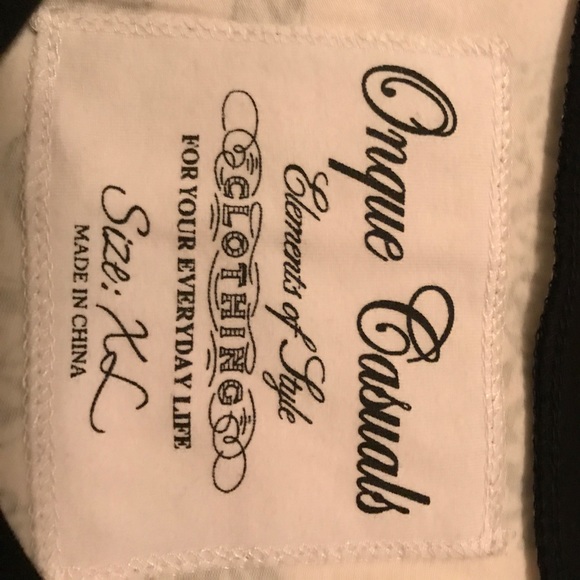 Onque Casuals
Elements of Style
CLOTHING
FOR YOUR EVERYDAY LIFE
Size: XL
MADE IN CHINA